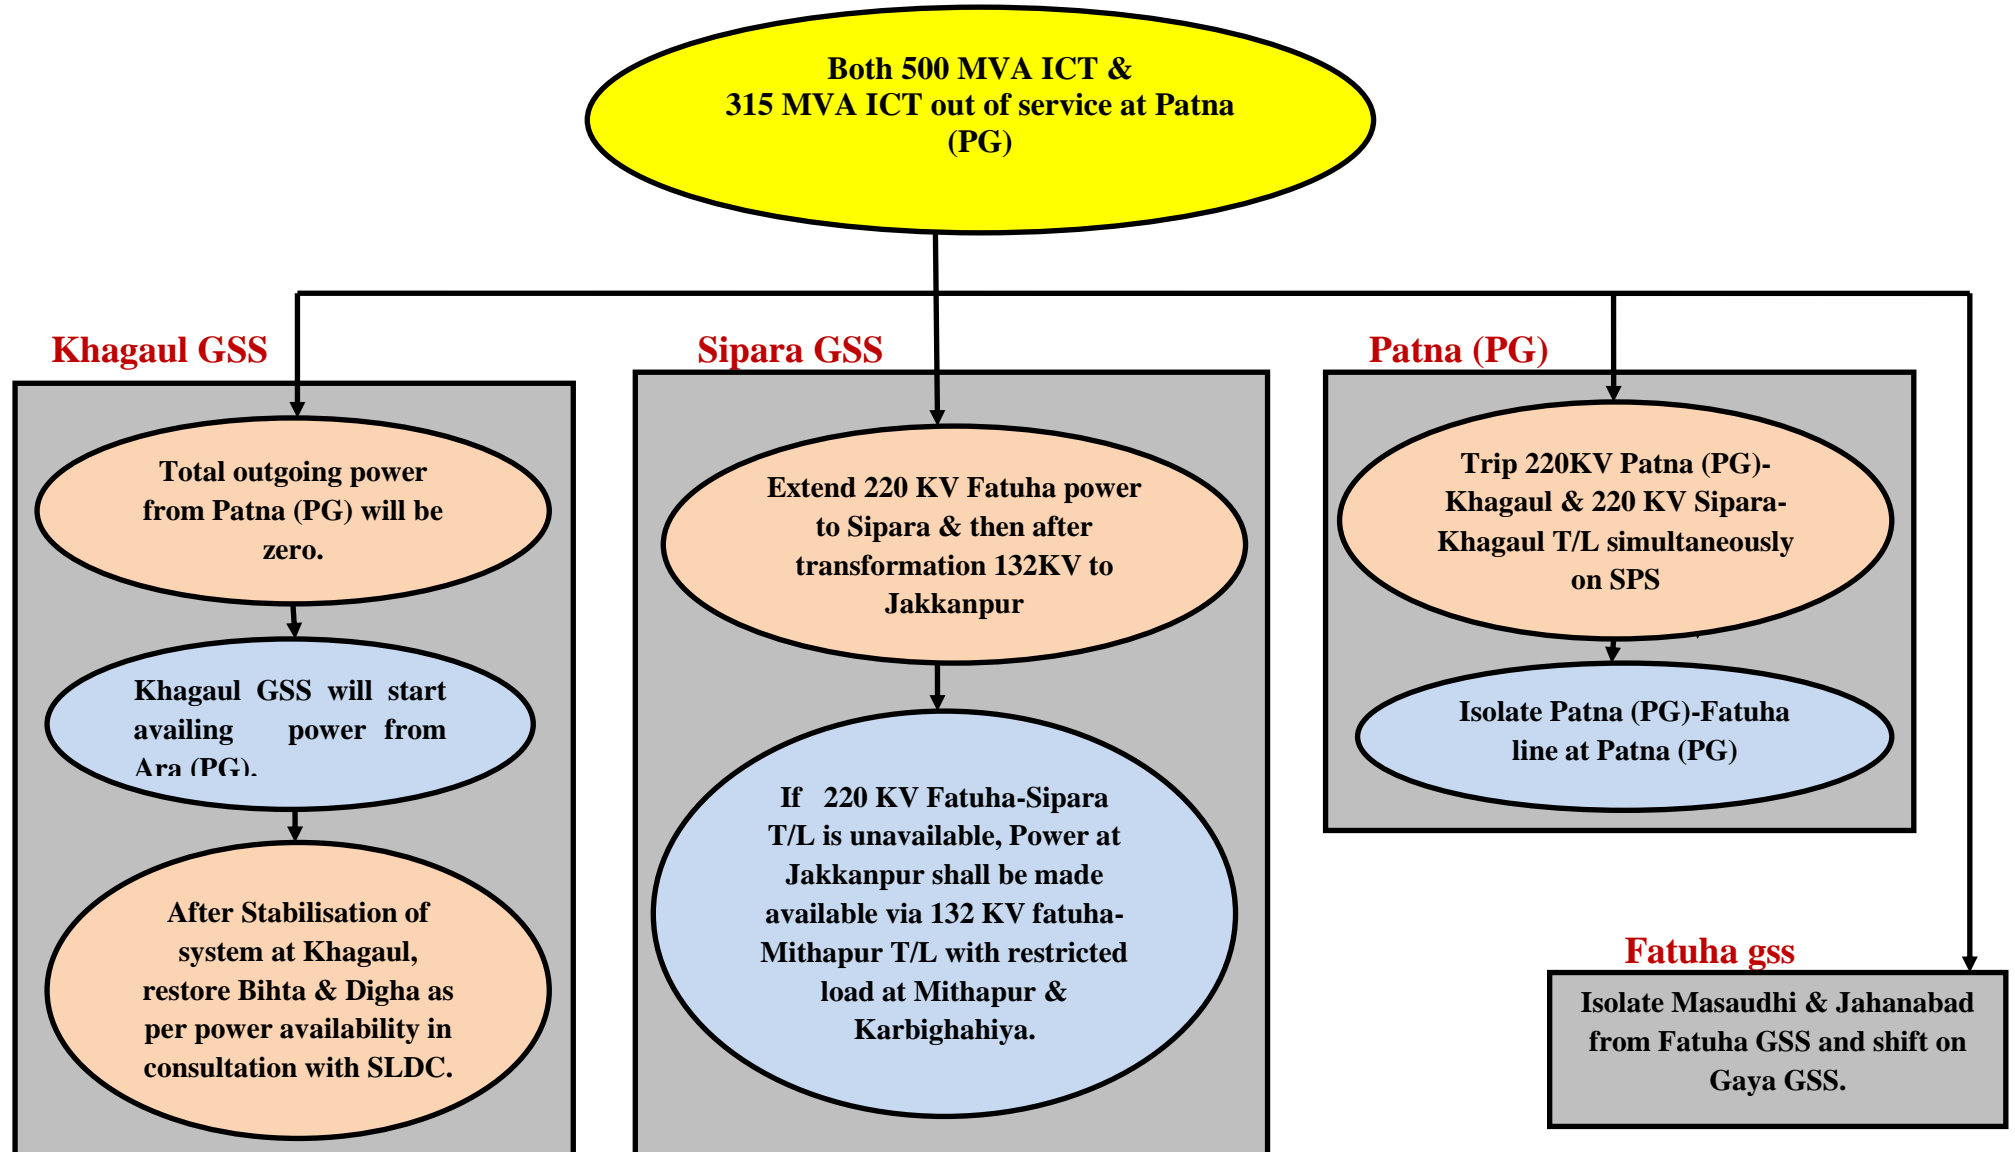 Both 500 MVA ICT &
315 MVA ICT out of service at Patna
(PG)
Khagaul GSS
Total outgoing power
from Patna (PG) will be
zero.
Khagaul GSS will start
availing power from
Ara (PG).
After Stabilisation of
system at Khagaul,
restore Bihta & Digha as
per power availability in
consultation with SLDC.
Sipara GSS
Extend 220 KV Fatuha power
to Sipara & then after
transformation 132KV to
Jakkanpur
If 220 KV Fatuha-Sipara
T/L is unavailable, Power at
Jakkanpur shall be made
available via 132 KV fatuha-
Mithapur T/L with restricted
load at Mithapur &
Karbighahiya.
Patna (PG)
Trip 220KV Patna (PG)-
Khagaul & 220 KV Sipara-
Khagaul T/L simultaneously
on SPS
Isolate Patna (PG)-Fatuha
line at Patna (PG)
Fatuha gss
Isolate Masaudhi & Jahanabad
from Fatuha GSS and shift on
Gaya GSS.